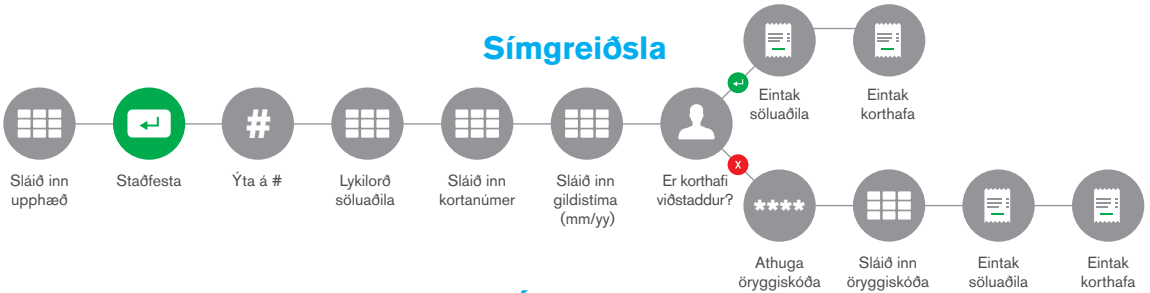 Símgreiðsla
Sláið inn
upphæð
Staðfesta
#
Ýta á #
Lykilorð
söluaðila
Sláið inn
kortanúmer
Sláið inn
gildistíma
(mm/yy)
Er korthafi
viðstaddur?
Eintak
söluaðila
Eintak
korthafa
X
****
Athuga
öryggiskóða
Sláið inn
öryggiskóða
Eintak
söluaðila
Eintak
korthafa